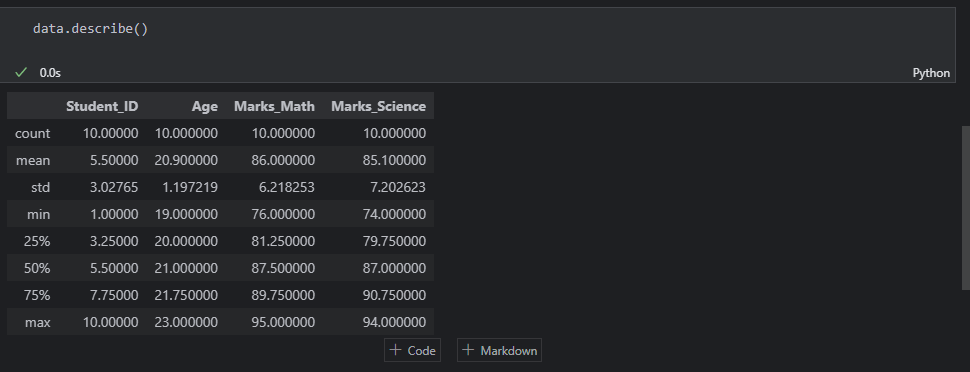 data.describe()
0.0s
Python
Student_ID Age Marks_Math Marks_Science
count 10.00000 10.000000 10.000000 10.000000
mean 5.50000 20.900000 86.000000 85.100000
std 3.02765 1.197219 6.218253 7.202623
min 1.00000 19.000000 76.000000 74.000000
25% 3.25000 20.000000 81.250000 79.750000
50% 5.50000 21.000000 87.500000 87.000000
75% 7.75000 21.750000 89.750000 90.750000
max 10.00000 23.000000 95.000000 94.000000
+ Code + Markdown